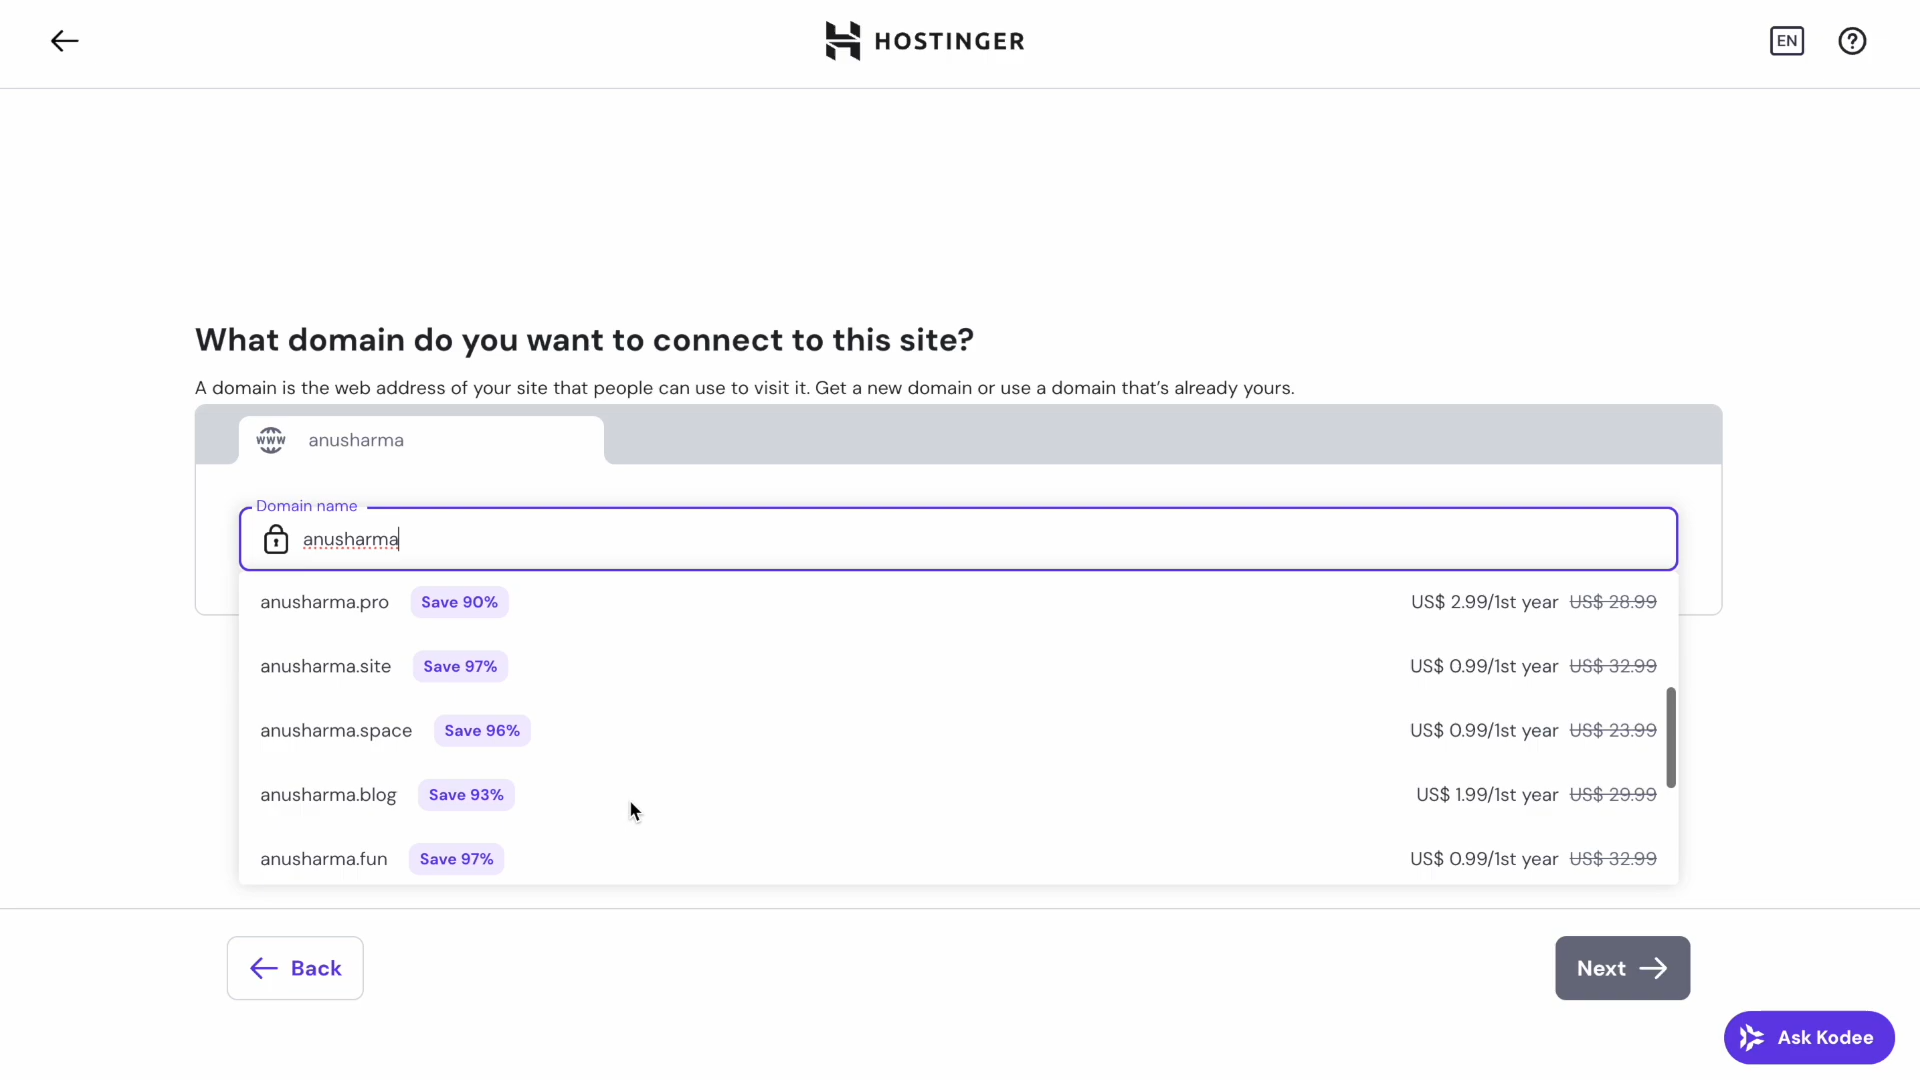 HOSTINGER
EN
What domain do you want to connect to this site?
A domain is the web address of your site that people can use to visit it. Get a new domain or use a domain that's already yours.
www anusharma
Domain name
anusharma
anusharma.pro Save 90% US$ 2.99/1st year US$ 28.99
anusharma.site Save 97% US$ 0.99/1st year US$ 32.99
anusharma.space Save 96% US$ 0.99/1st year US$ 23.99
anusharma.blog Save 93% US$ 1.99/1st year US$ 29.99
anusharma.fun Save 97% US$ 0.99/1st year US$ 32.99
Back Next
Ask Kodee